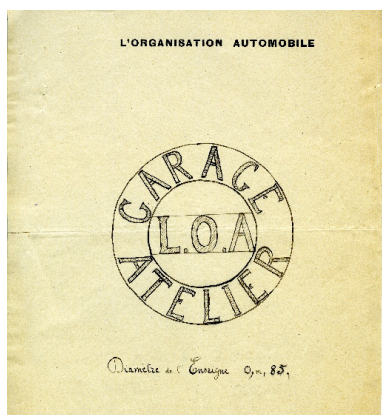 L'ORGANISATION AUTOMOBILE
GARAGE
L.O.A
ATELIER
Diamètre de l'Enseigne 0,m,85.